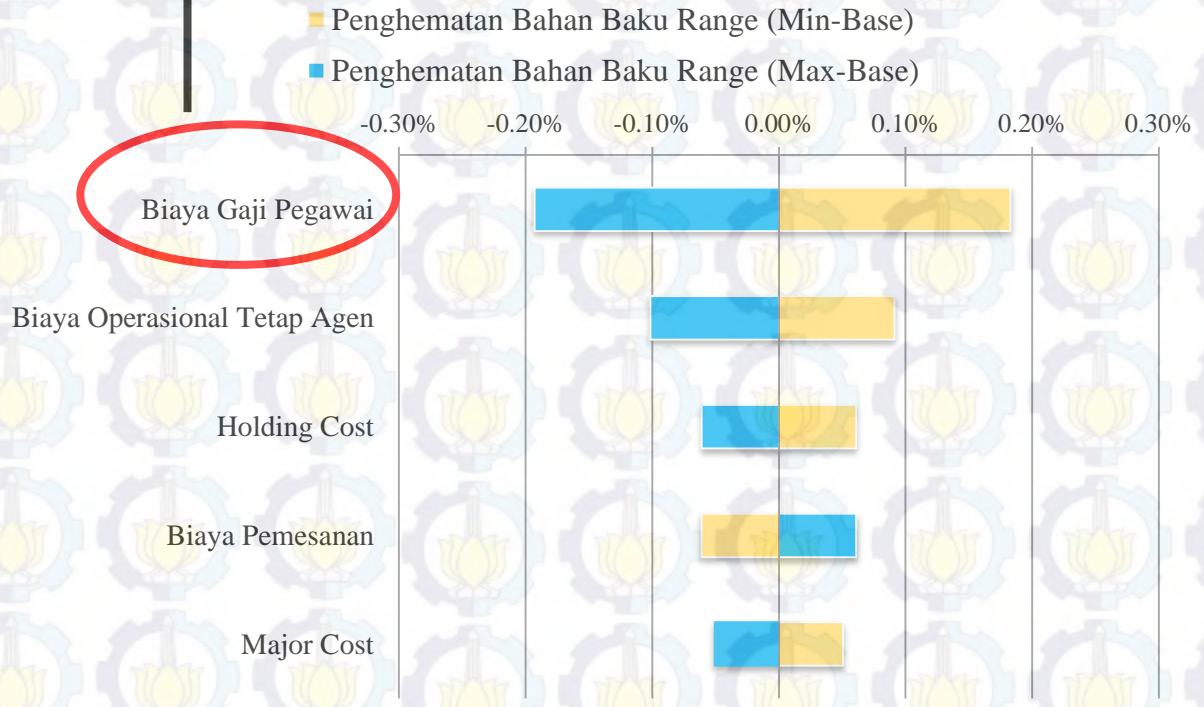 Penghematan Bahan Baku Range (Min-Base)
Penghematan Bahan Baku Range (Max-Base)
-0.30% -0.20% -0.10% 0.00% 0.10% 0.20% 0.30%
Biaya Gaji Pegawai
Biaya Operasional Tetap Agen
Holding Cost
Biaya Pemesanan
Major Cost